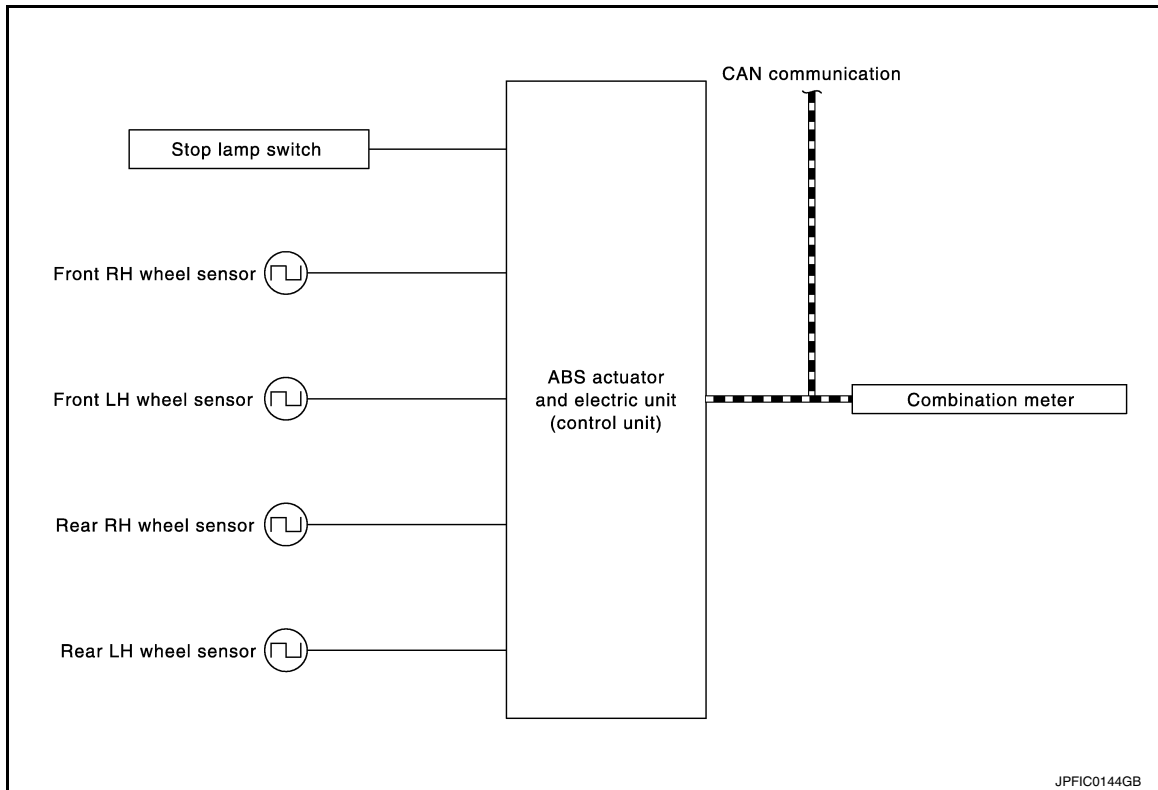 CAN communication
Stop lamp switch
Front RH wheel sensor
Front LH wheel sensor
ABS actuator
and electric unit
(control unit)
Combination meter
Rear RH wheel sensor
Rear LH wheel sensor
JPFIC0144GB